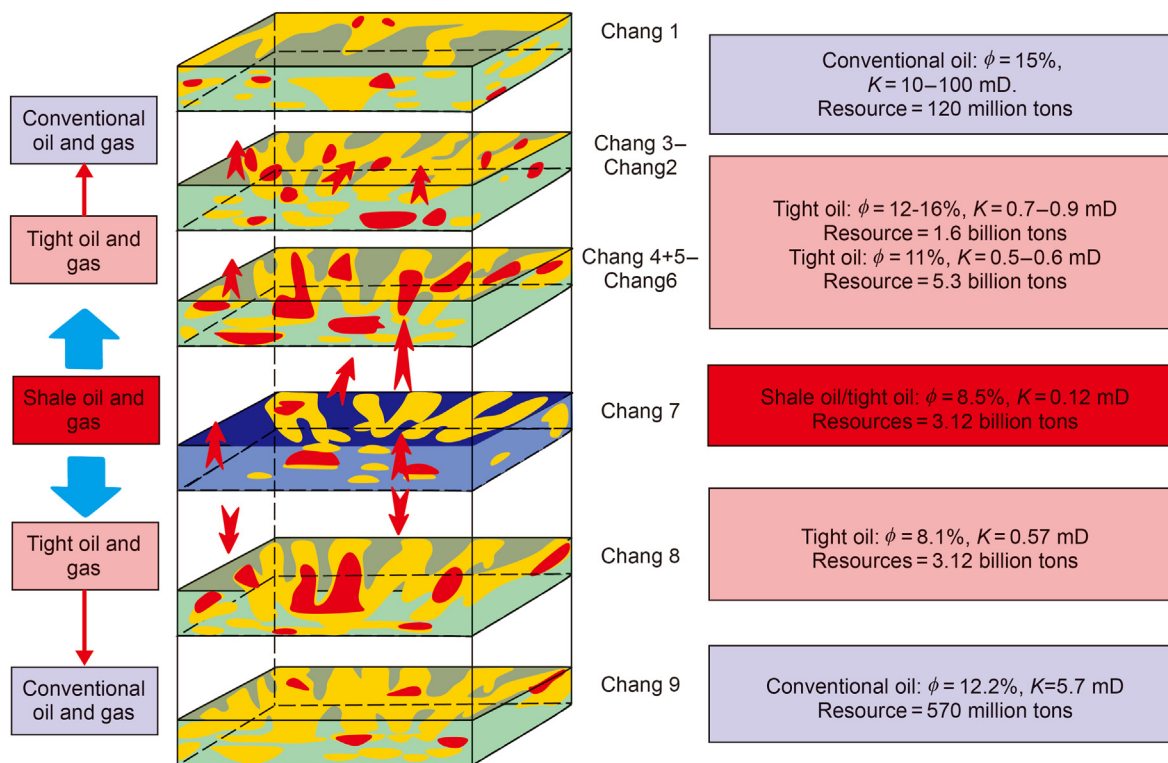 Conventional
oil and gas
Tight oil and
gas
Shale oil and
gas
Tight oil and
gas
Conventional
oil and gas
Chang 1
Chang 3–
Chang2
Chang 4+5–
Chang6
Chang 7
Chang 8
Chang 9
Conventional oil: ϕ = 15%,
K = 10–100 mD.
Resource = 120 million tons
Tight oil: ϕ = 12-16%, K = 0.7–0.9 mD
Resource = 1.6 billion tons
Tight oil: ϕ = 11%, K = 0.5–0.6 mD
Resource = 5.3 billion tons
Shale oil/tight oil: ϕ = 8.5%, K = 0.12 mD
Resources = 3.12 billion tons
Tight oil: ϕ = 8.1%, K = 0.57 mD
Resources = 3.12 billion tons
Conventional oil: ϕ = 12.2%, K=5.7 mD
Resource = 570 million tons